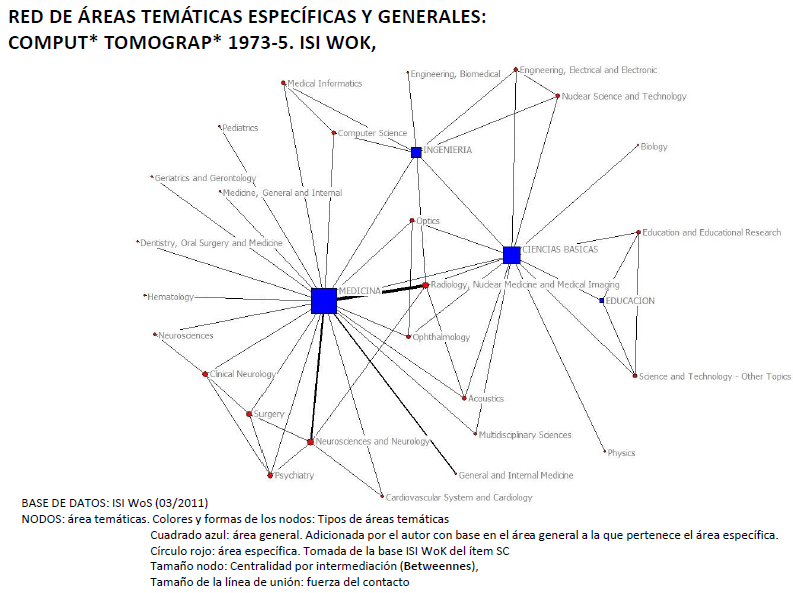 RED DE ÁREAS TEMÁTICAS ESPECÍFICAS Y GENERALES:
COMPUT* TOMOGRAP* 1973-5. ISI WOK,
Engineering, Electrical and Electronic
Engineering, Biomedical
Medical Informatics
Nuclear Science and Technology
Pediatrics
Computer Science
INGENIERIA
Biology
Geriatrics and Gerontology
Medicine, General and Internal
Optics
Education and Educational Research
Dentistry, Oral Surgery and Medicine
CIENCIAS BASICAS
Radiology, Nuclear Medicine and Medical Imaging
MEDICINA
Hematology
EDUCACION
Neurosciences
Ophthalmology
Clinical Neurology
Science and Technology - Other Topics
Acoustics
Surgery
Multidisciplinary Sciences
Neurosciences and Neurology
Physics
Psychiatry
General and Internal Medicine
Cardiovascular System and Cardiology
BASE DE DATOS: ISI WoS (03/2011)
NODOS: área temáticas. Colores y formas de los nodos: Tipos de áreas temáticas
Cuadrado azul: área general. Adicionada por el autor con base en el área general a la que pertenece el área específica.
Círculo rojo: área específica. Tomada de la base ISI WoK del ítem SC
Tamaño nodo: Centralidad por intermediación (Betweennes),
Tamaño de la línea de unión: fuerza del contacto